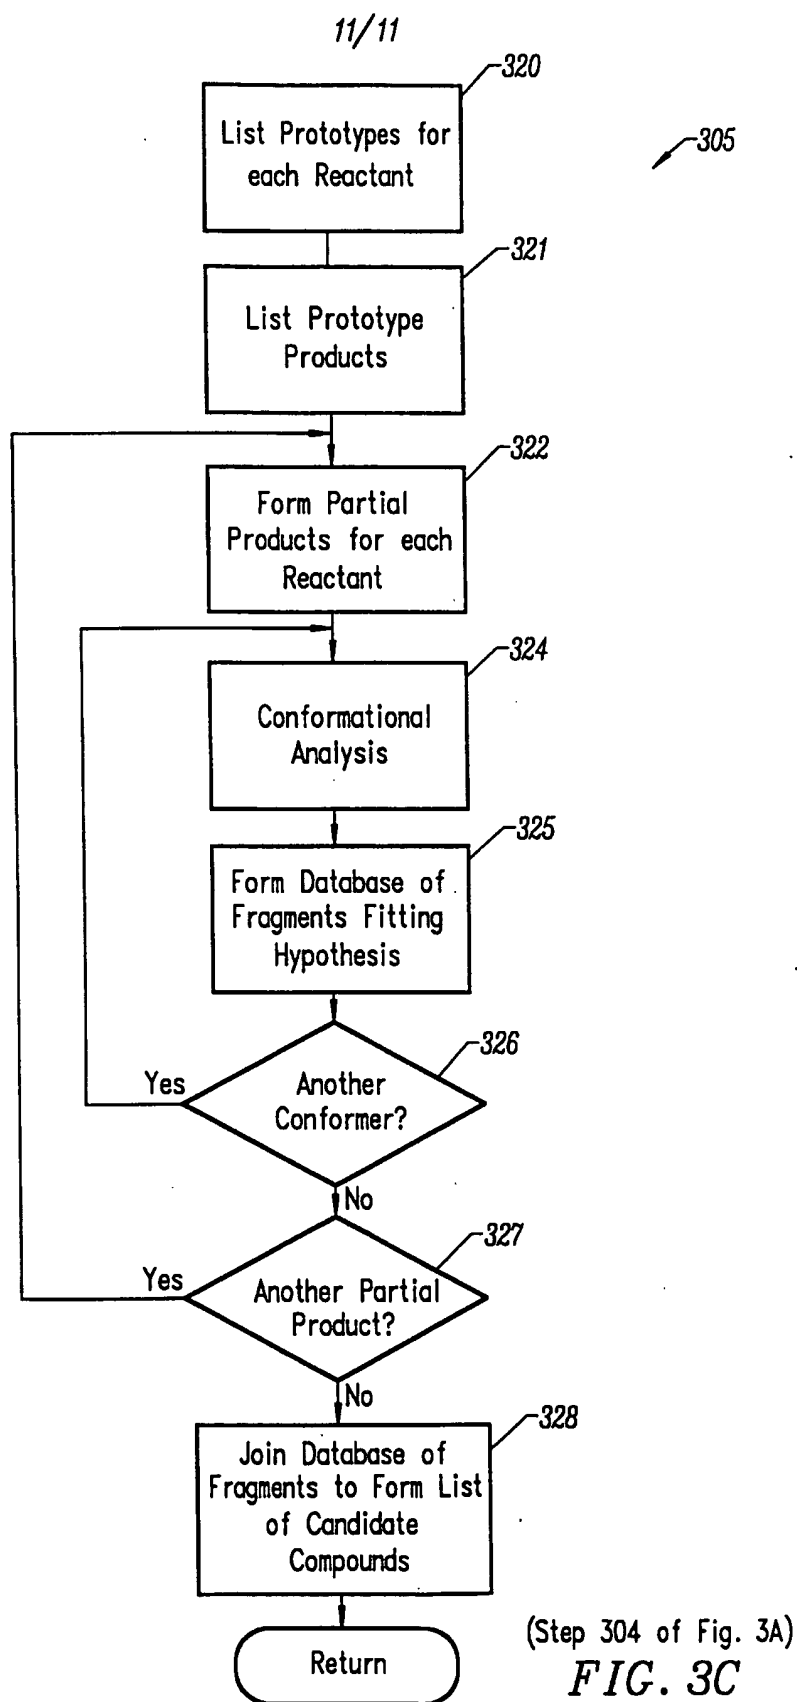 11/11
320
List Prototypes for
each Reactant
305
321
List Prototype
Products
322
Form Partial
Products for each
Reactant
324
Conformational
Analysis
325
Form Database of
Fragments Fitting
Hypothesis
326
Yes
Another
Conformer?
No
327
Yes
Another Partial
Product?
No
328
Join Database of
Fragments to Form List
of Candidate
Compounds
Return
(Step 304 of Fig. 3A)
FIG. 3C